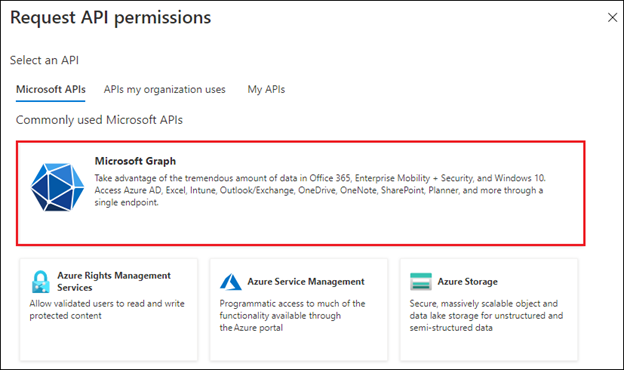 Request API permissions
Select an API
Microsoft APIs APIs my organization uses My APIs
Commonly used Microsoft APIs
Microsoft Graph
Take advantage of the tremendous amount of data in Office 365, Enterprise Mobility + Security, and Windows 10.
Access Azure AD, Excel, Intune, Outlook/Exchange, OneDrive, OneNote, SharePoint, Planner, and more through a
single endpoint.
Azure Rights Management
Services
Allow validated users to read and write
protected content
Azure Service Management
Programmatic access to much of the
functionality available through
the Azure portal
Azure Storage
Secure, massively scalable object and
data lake storage for unstructured and
semi-structured data